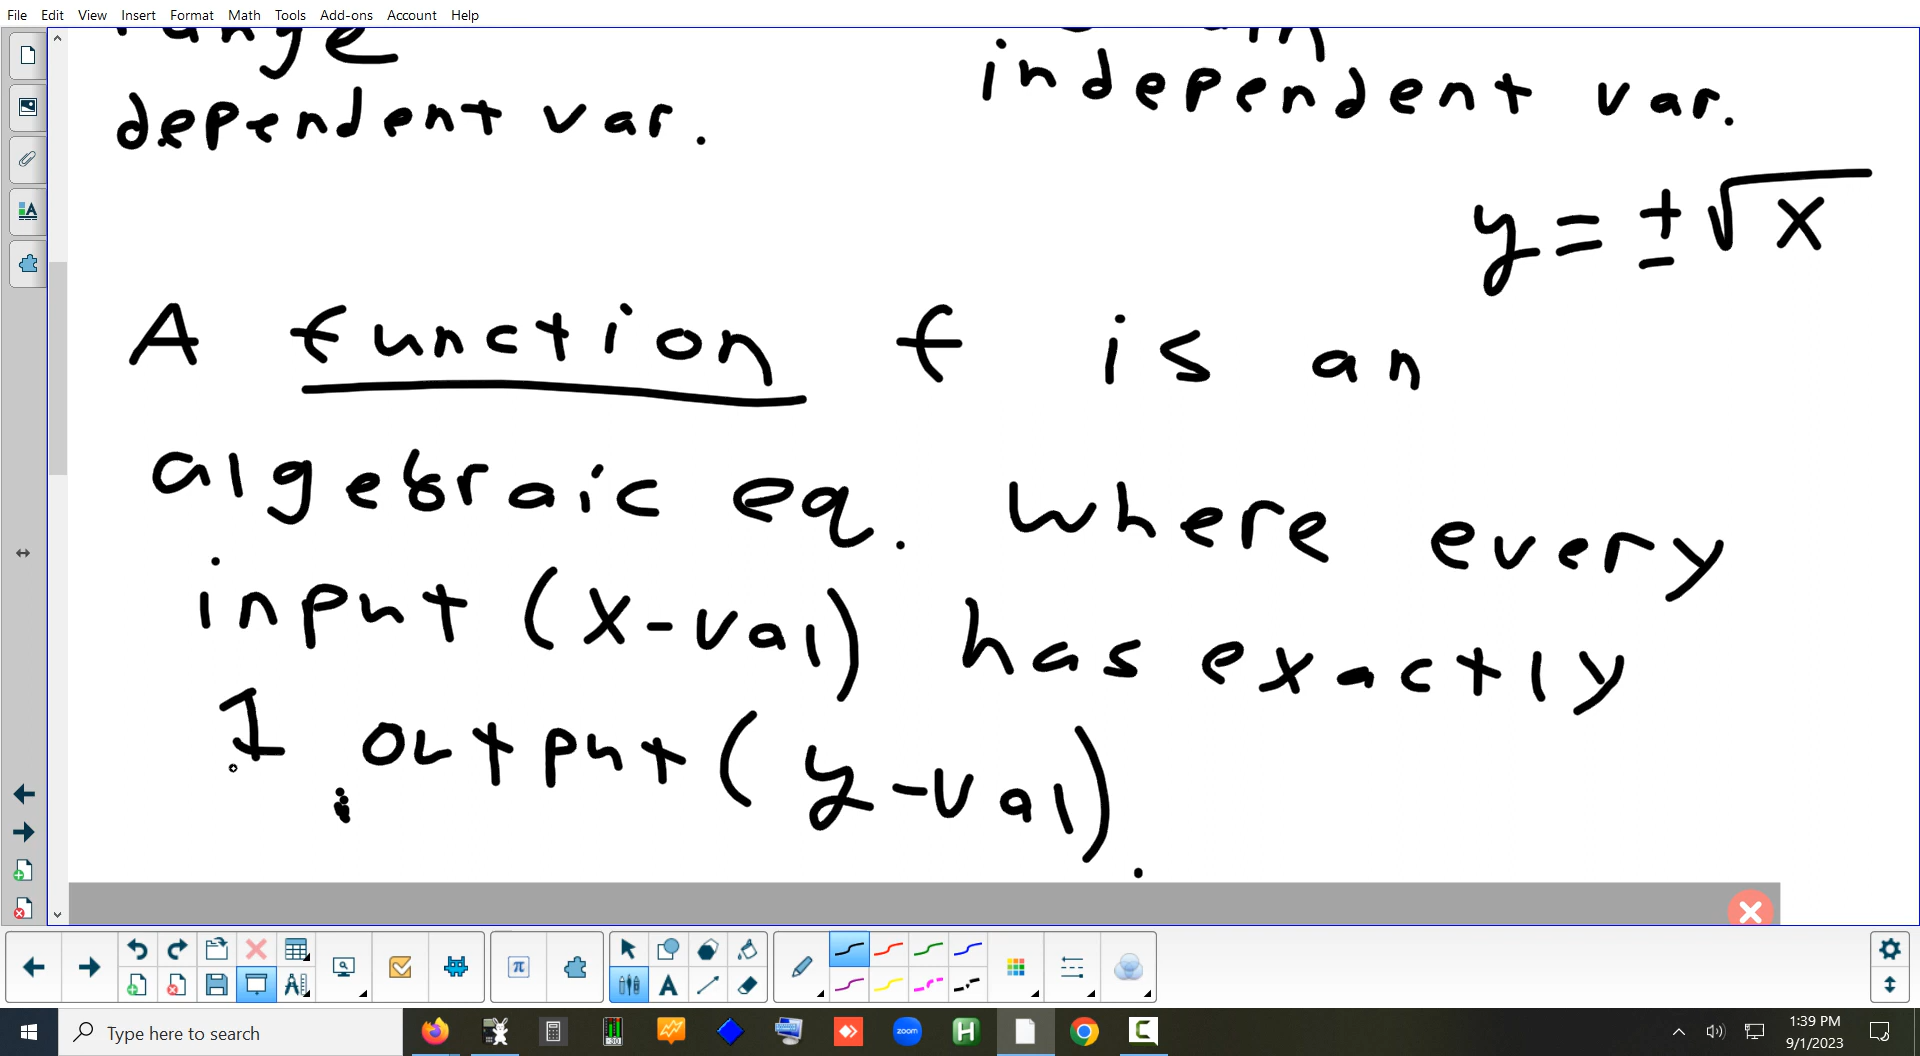 File Edit View Insert Format Math Tools Add-ons Account Help
range
dependent var.
independent var.
y = ± √x
A function f is an
algebraic eq. where every
input (x-val) has exactly
1 output (y-val).
Type here to search
zoom
1:39 PM
9/1/2023